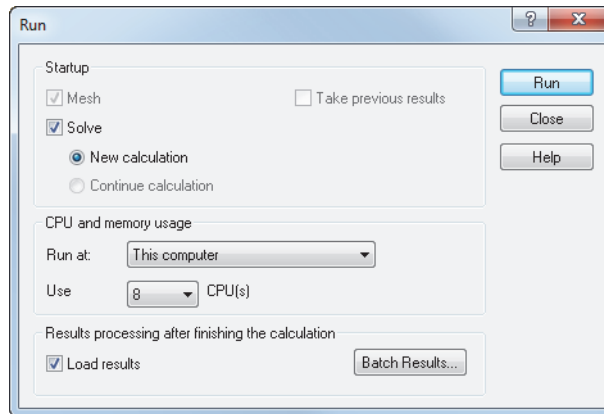 Run
Startup
Mesh
Take previous results
Solve
New calculation
Continue calculation
CPU and memory usage
Run at: This computer
Use 8 CPU(s)
Results processing after finishing the calculation
Load results
Batch Results...
Run
Close
Help